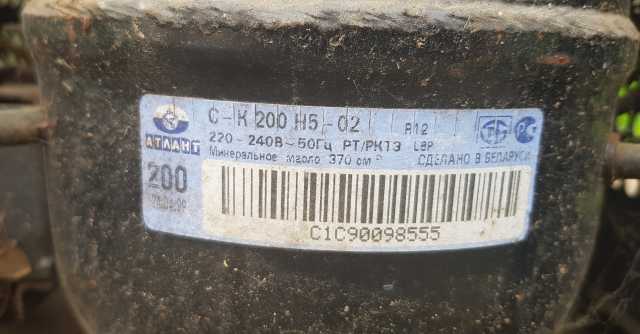 С-К 200 Н5-02 R12
АТЛАНТ
220-240В~50Гц РТ/РКТЭ LBP
Минеральное масло 370 см³ СДЕЛАНО В БЕЛАРУСИ
200
C1C90098555